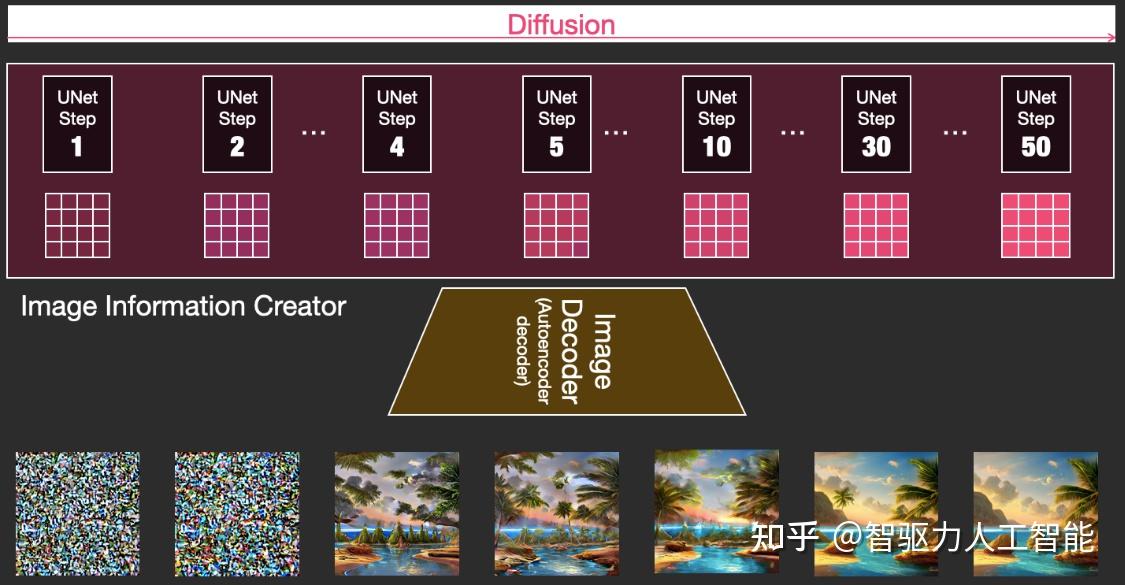 Diffusion
UNet
Step
1
UNet
Step
2
...
UNet
Step
4
UNet
Step
5
...
UNet
Step
10
...
UNet
Step
30
...
UNet
Step
50
Image Information Creator
Image
Decoder
(Autoencoder
decoder)
知乎 @智驱力人工智能